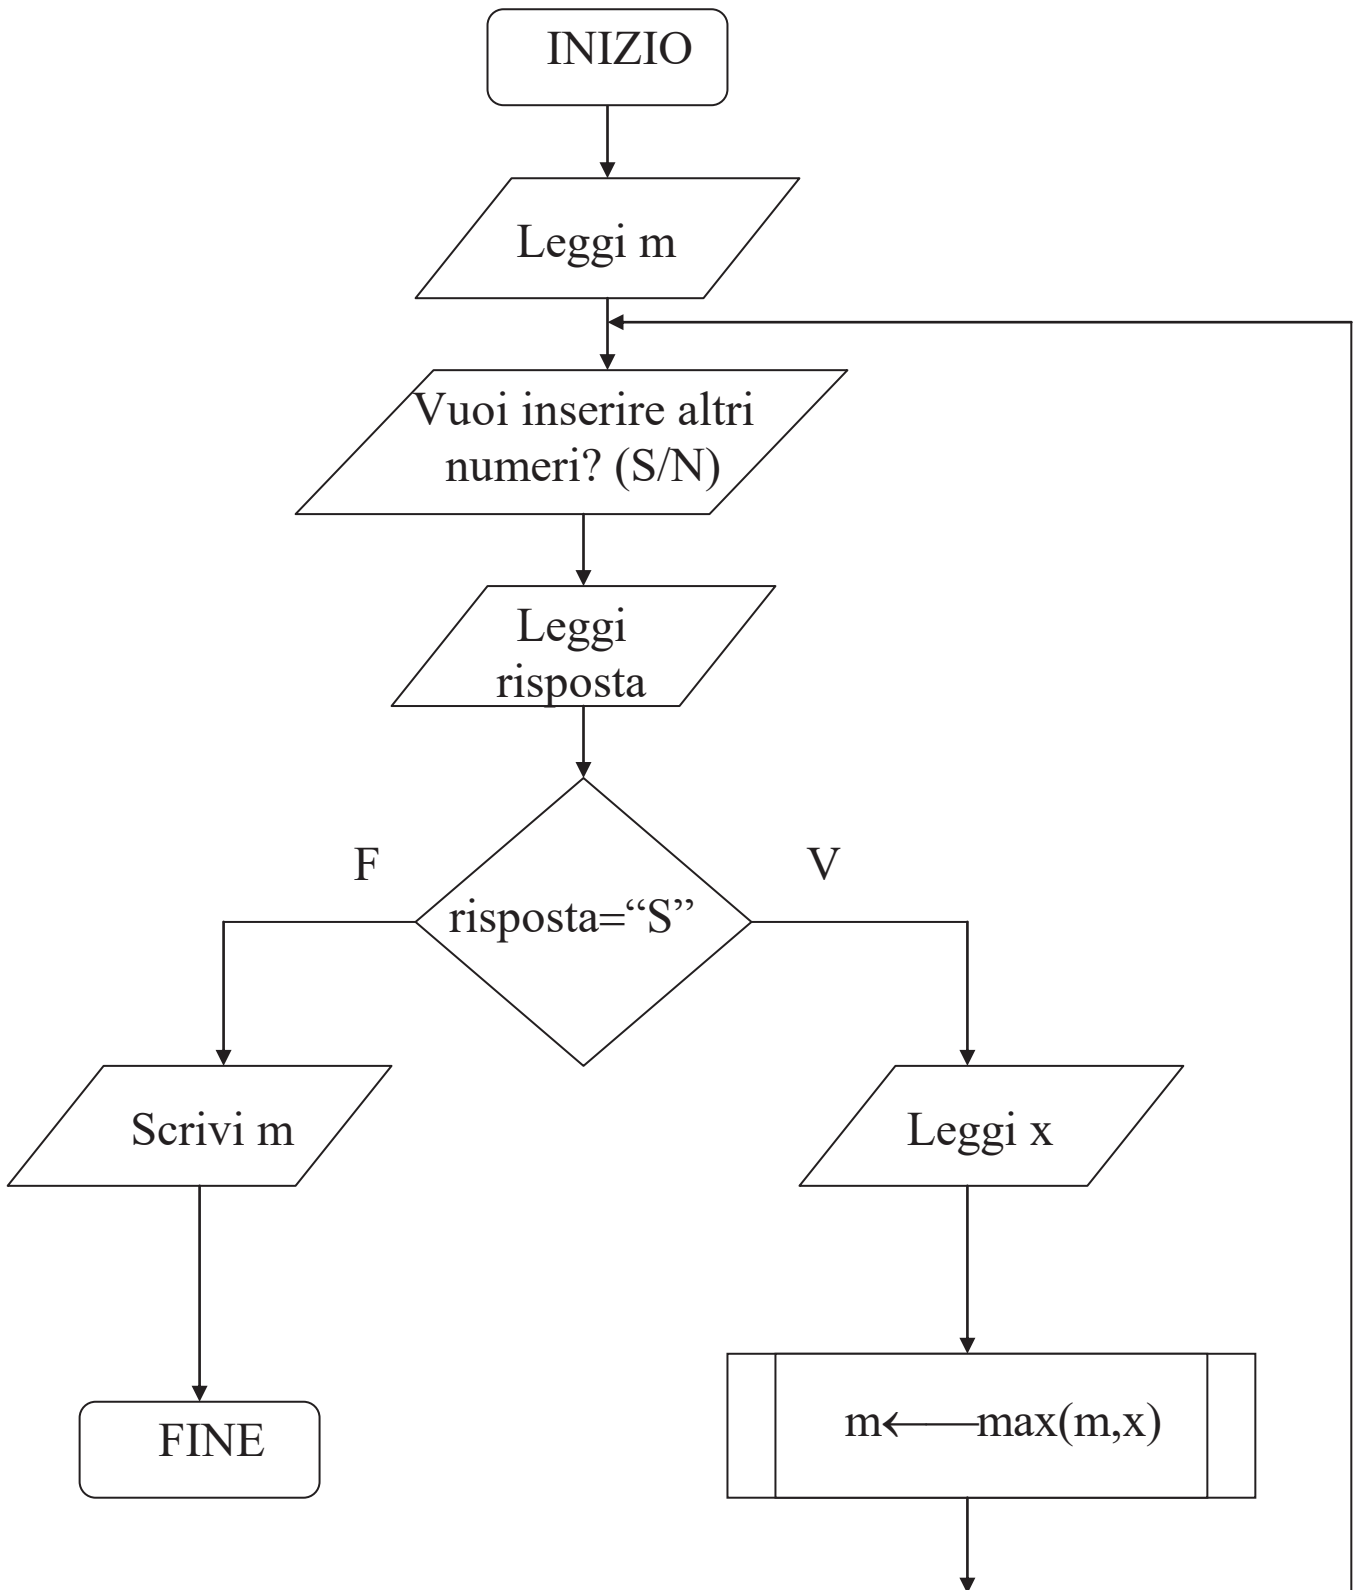 INIZIO
Leggi m
Vuoi inserire altri
numeri? (S/N)
Leggi
risposta
F
V
risposta=“S”
Scrivi m
Leggi x
m←max(m,x)
FINE